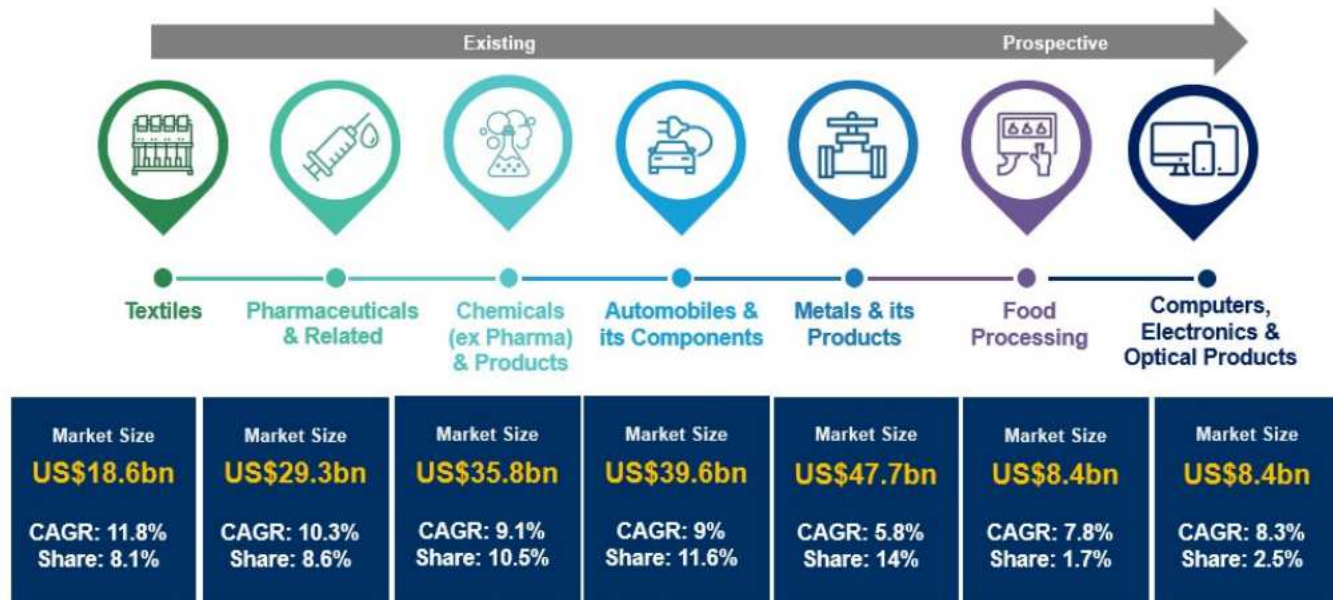 Existing
Prospective
Textiles
Pharmaceuticals
& Related
Chemicals
(ex Pharma)
& Products
Automobiles &
its Components
Metals & its
Products
Food
Processing
Computers,
Electronics &
Optical Products
Market Size
US$18.6bn
CAGR: 11.8%
Share: 8.1%
Market Size
US$29.3bn
CAGR: 10.3%
Share: 8.6%
Market Size
US$35.8bn
CAGR: 9.1%
Share: 10.5%
Market Size
US$39.6bn
CAGR: 9%
Share: 11.6%
Market Size
US$47.7bn
CAGR: 5.8%
Share: 14%
Market Size
US$8.4bn
CAGR: 7.8%
Share: 1.7%
Market Size
US$8.4bn
CAGR: 8.3%
Share: 2.5%